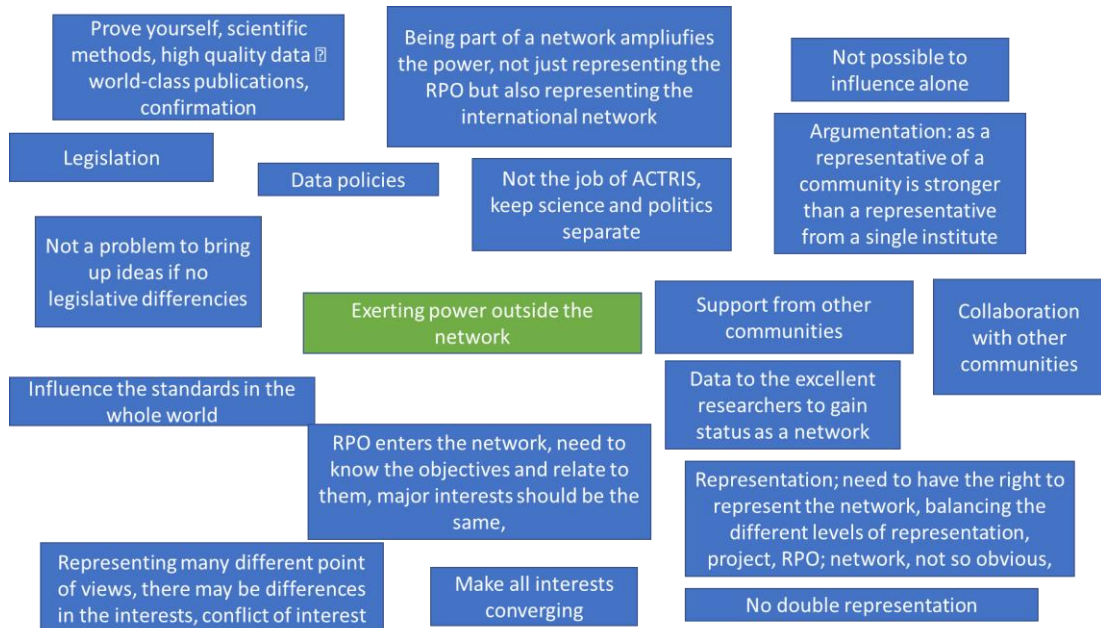 Prove yourself, scientific
methods, high quality data ⍰
world-class publications,
confirmation
Being part of a network ampliufies
the power, not just representing the
RPO but also representing the
international network
Not possible to
influence alone
Legislation
Data policies
Not the job of ACTRIS,
keep science and politics
separate
Argumentation: as a
representative of a
community is stronger
than a representative
from a single institute
Not a problem to bring
up ideas if no
legislative differencies
Exerting power outside the
network
Support from other
communities
Collaboration
with other
communities
Influence the standards in the
whole world
Data to the excellent
researchers to gain
status as a network
RPO enters the network, need to
know the objectives and relate to
them, major interests should be the
same,
Representation; need to have the right to
represent the network, balancing the
different levels of representation,
project, RPO; network, not so obvious,
Representing many different point of
views, there may be differences
in the interests, conflict of interest
Make all interests
converging
No double representation